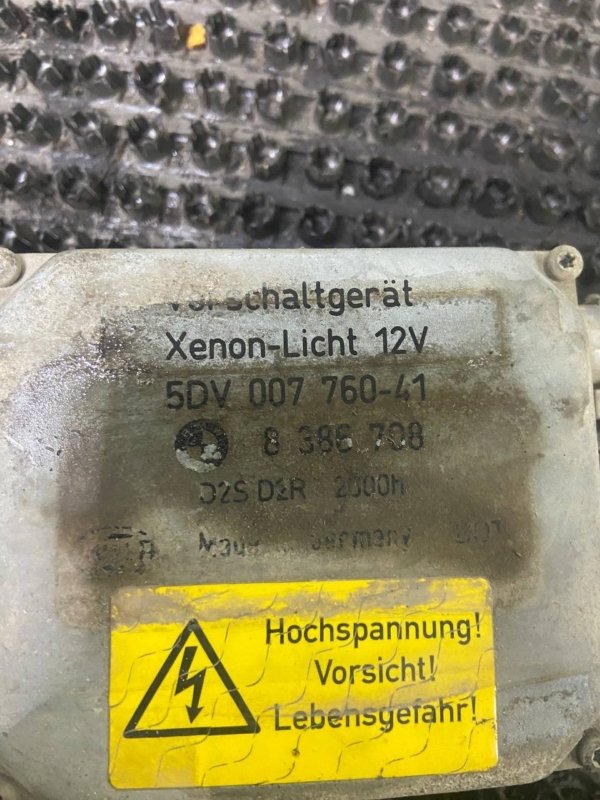 Vorschaltgerät
Xenon-Licht 12V
5DV 007 760-41
8 386 708
D2S D2R 2000h
Made Germany DOT
Hochspannung!
Vorsicht!
Lebensgefahr!